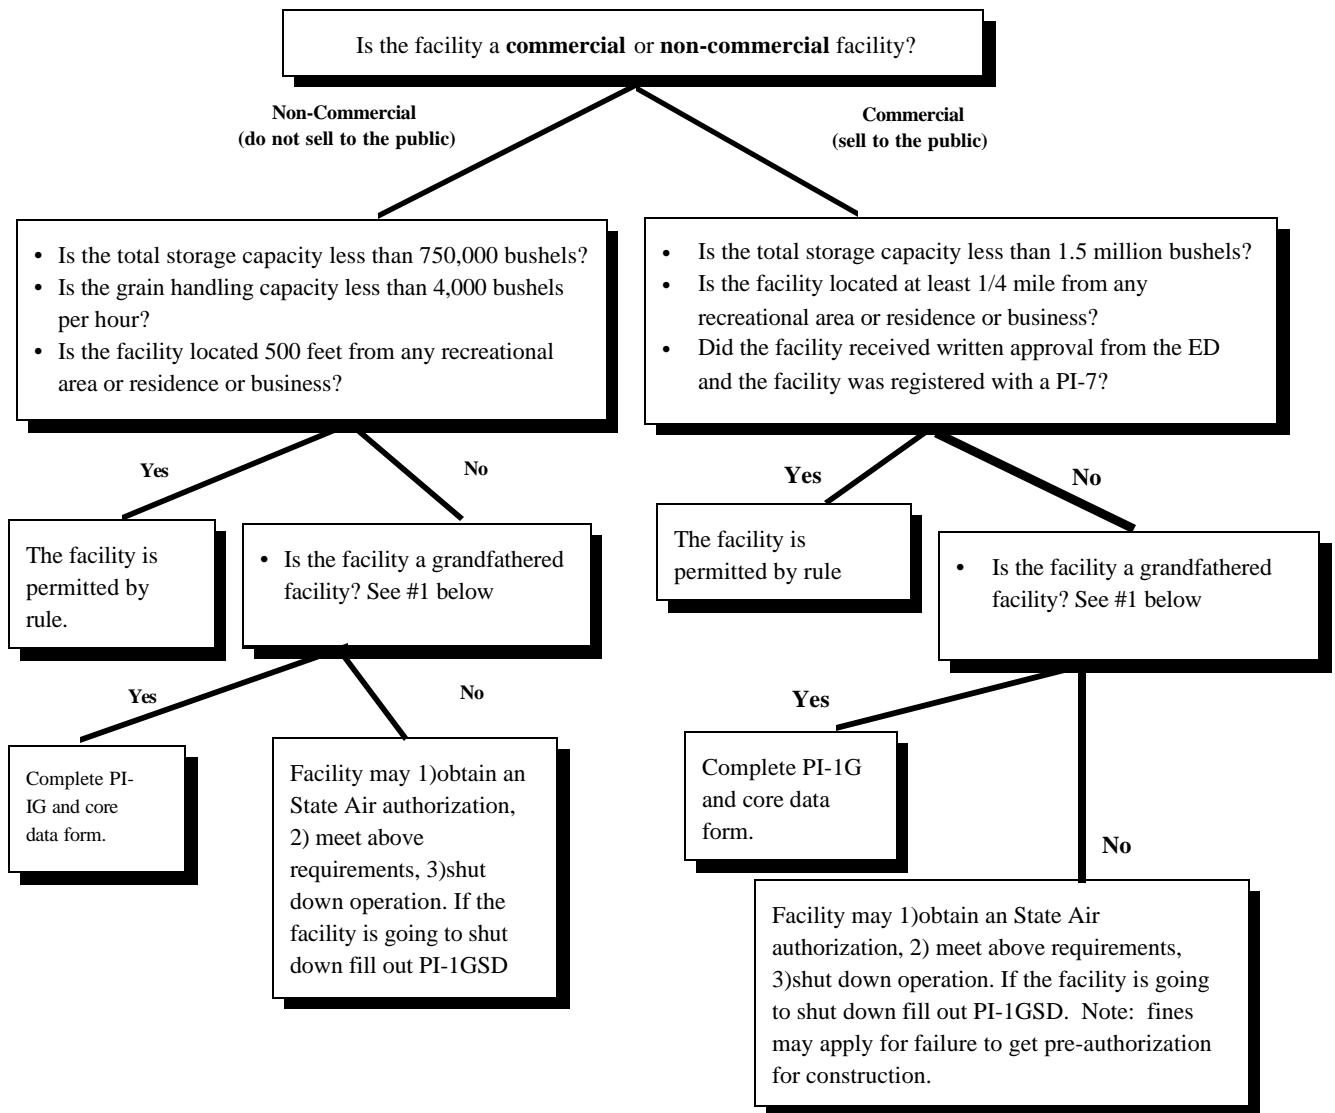 Is the facility a commercial or non-commercial facility?
Non-Commercial
(do not sell to the public)
Commercial
(sell to the public)
• Is the total storage capacity less than 750,000 bushels?
• Is the grain handling capacity less than 4,000 bushels
per hour?
• Is the facility located 500 feet from any recreational
area or residence or business?
• Is the total storage capacity less than 1.5 million bushels?
• Is the facility located at least 1/4 mile from any
recreational area or residence or business?
• Did the facility received written approval from the ED
and the facility was registered with a PI-7?
Yes
No
Yes
No
The facility is
permitted by
rule.
• Is the facility a grandfathered
facility? See #1 below
The facility is
permitted by rule
• Is the facility a grandfathered
facility? See #1 below
Yes
No
Yes
No
Complete PI-
IG and core
data form.
Facility may 1)obtain an
State Air authorization,
2) meet above
requirements, 3)shut
down operation. If the
facility is going to shut
down fill out PI-1GSD
Complete PI-1G
and core data
form.
Facility may 1)obtain an State Air
authorization, 2) meet above requirements,
3)shut down operation. If the facility is going
to shut down fill out PI-1GSD.  Note:  fines
may apply for failure to get pre-authorization
for construction.